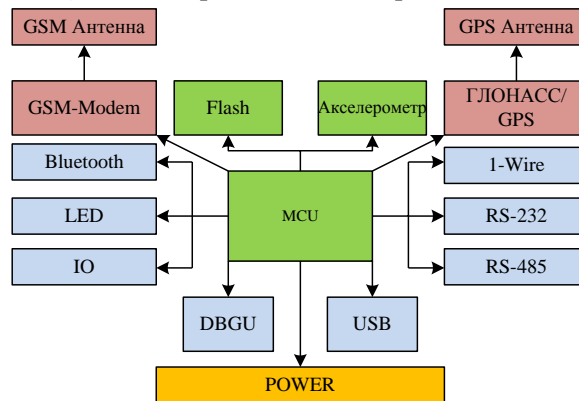 GSM Антенна
GPS Антенна
GSM-Modem
Flash
Акселерометр
ГЛОНАСС/
GPS
Bluetooth
1-Wire
LED
MCU
RS-232
IO
RS-485
DBGU
USB
POWER